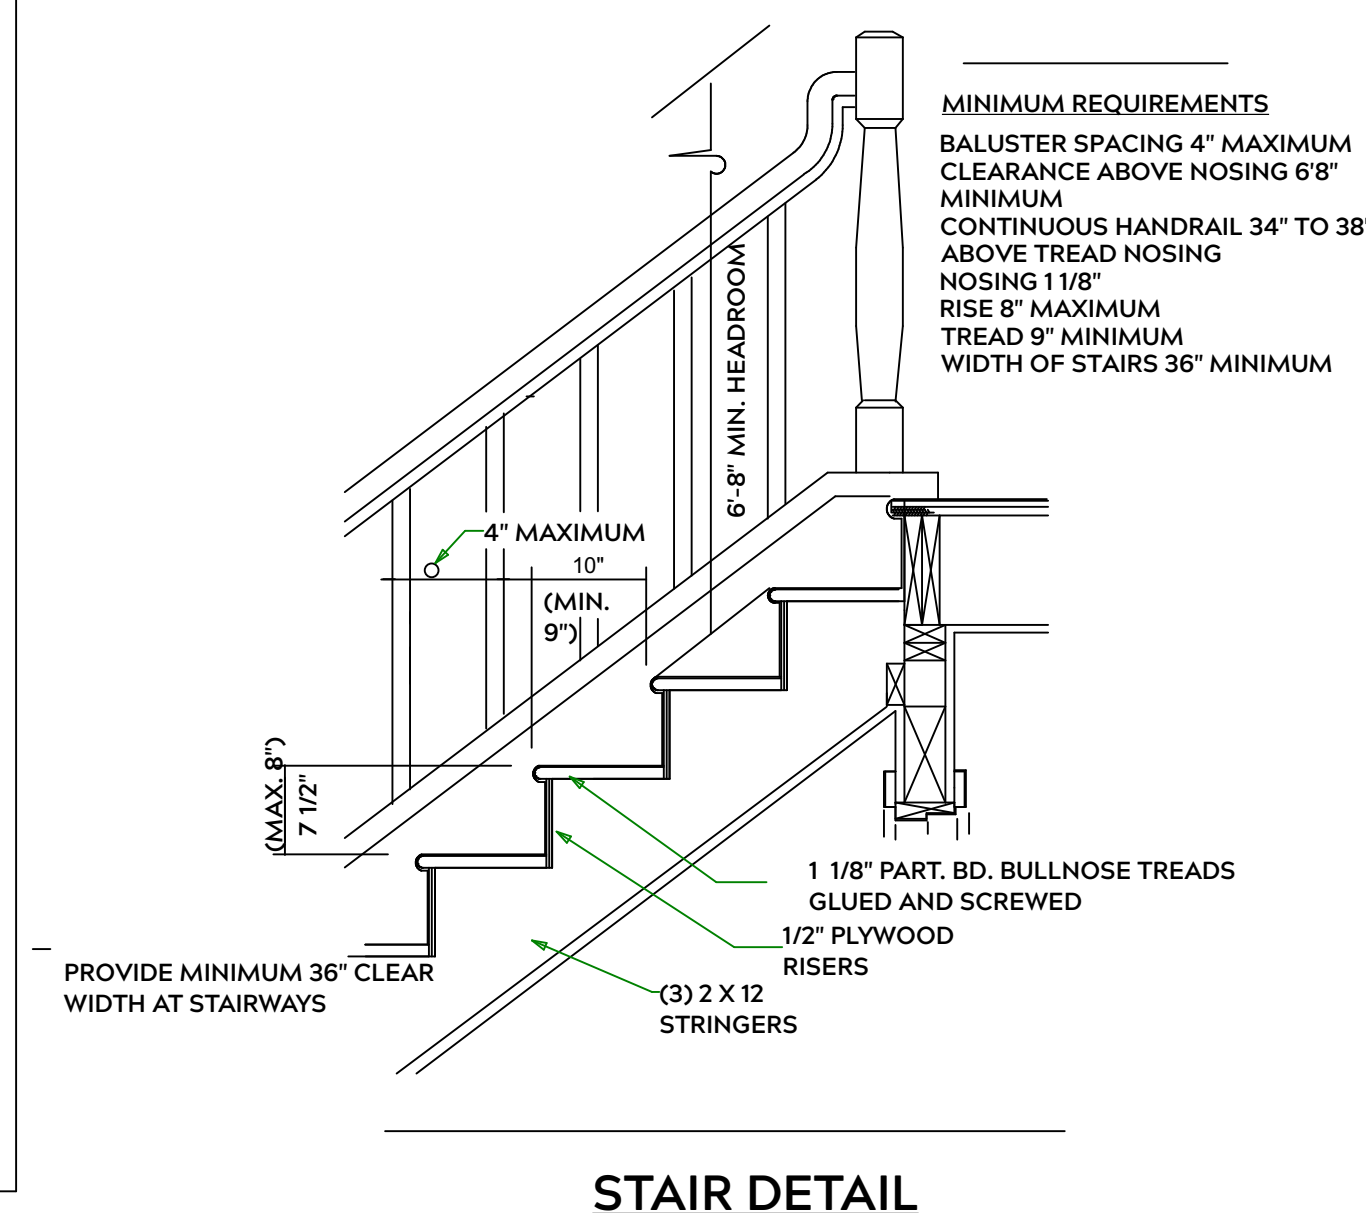 MINIMUM REQUIREMENTS
BALUSTER SPACING 4" MAXIMUM
CLEARANCE ABOVE NOSING 6'8"
MINIMUM
CONTINUOUS HANDRAIL 34" TO 38"
ABOVE TREAD NOSING
NOSING 1 1/8"
RISE 8" MAXIMUM
TREAD 9" MINIMUM
WIDTH OF STAIRS 36" MINIMUM
6'-8" MIN. HEADROOM
4" MAXIMUM
10"
(MIN.
9")
(MAX. 8")
7 1/2"
1 1/8" PART. BD. BULLNOSE TREADS
GLUED AND SCREWED
1/2" PLYWOOD
RISERS
PROVIDE MINIMUM 36" CLEAR
WIDTH AT STAIRWAYS
(3) 2 X 12
STRINGERS
STAIR DETAIL